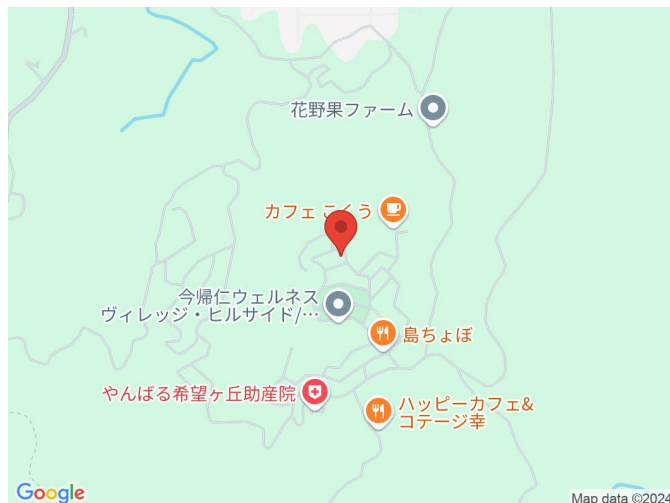 花野果ファーム
カフェ こくう
今帰仁ウェルネス
ヴィレッジ・ヒルサイド/…
島ちょぼ
やんばる希望ヶ丘助産院
ハッピーカフェ&
コテージ幸
Google
Map data ©2024